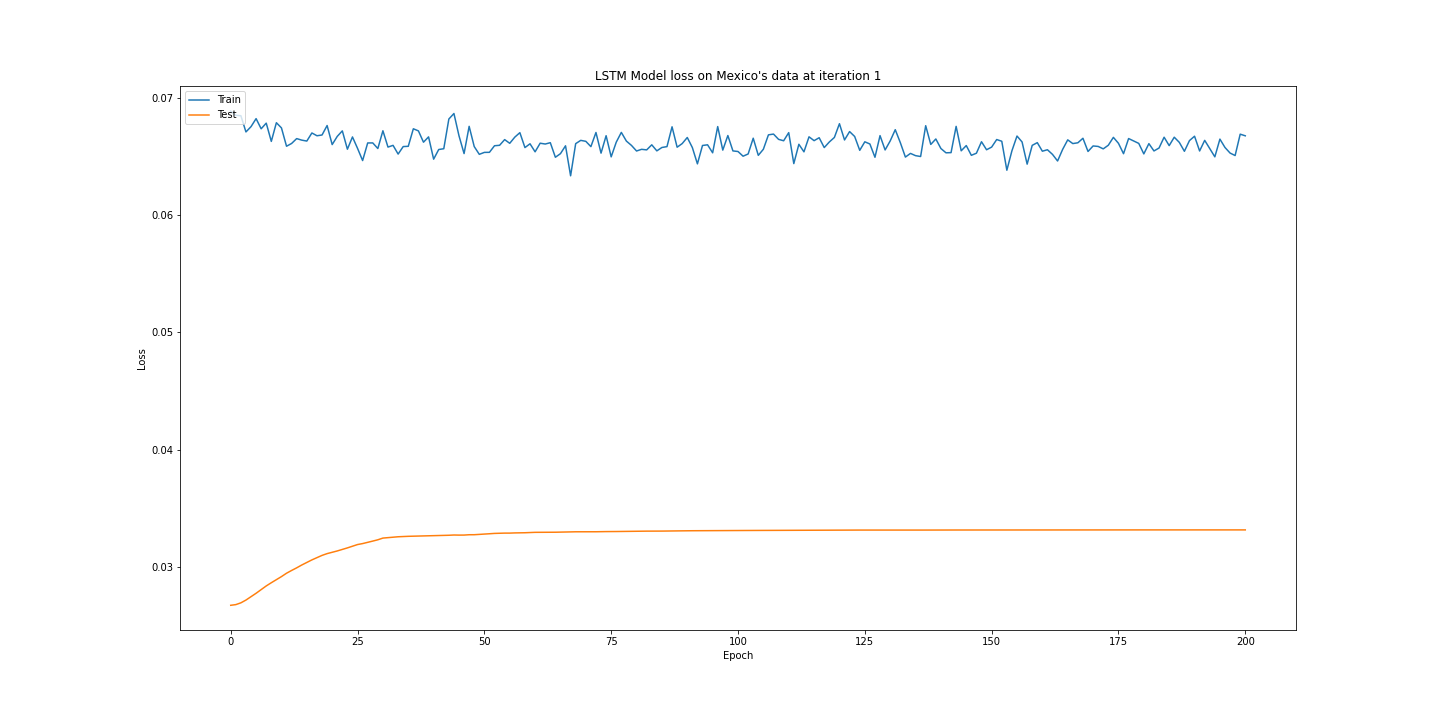 LSTM Model loss on Mexico's data at iteration 1
Train
Test
0.07
0.06
0.05
0.04
0.03
Loss
0 25 50 75 100 125 150 175 200
Epoch